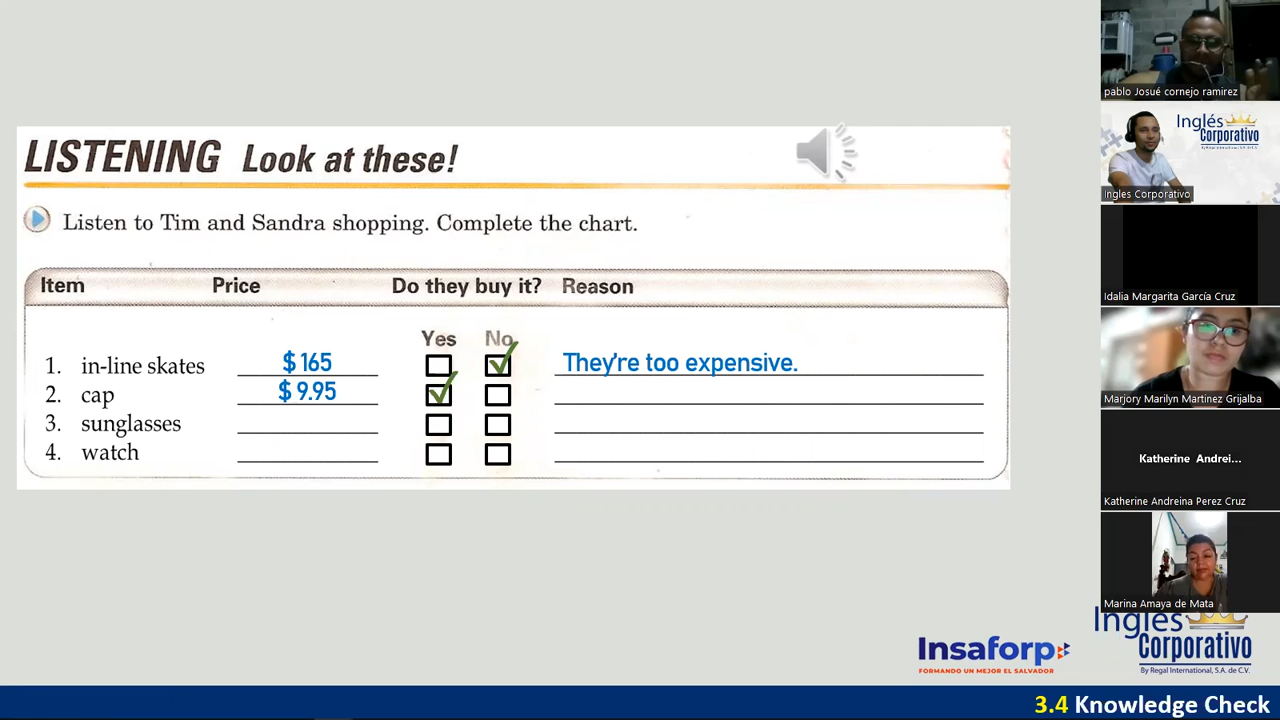 LISTENING Look at these!
Listen to Tim and Sandra shopping. Complete the chart.
Item Price Do they buy it? Reason
Yes No
1. in-line skates $ 165 They're too expensive.
2. cap $ 9.95
3. sunglasses
4. watch
pablo Josué cornejo ramirez
Inglés
Corporativo
By Regal International, S.A. de C.V.
Ingles Corporativo
Idalia Margarita García Cruz
Marjory Marilyn Martinez Grijalba
Katherine Andrei...
Katherine Andreina Perez Cruz
Marina Amaya de Mata
Insaforp
FORMANDO UN MEJOR EL SALVADOR
Inglés
Corporativo
By Regal International, S.A. de C.V.
3.4 Knowledge Check